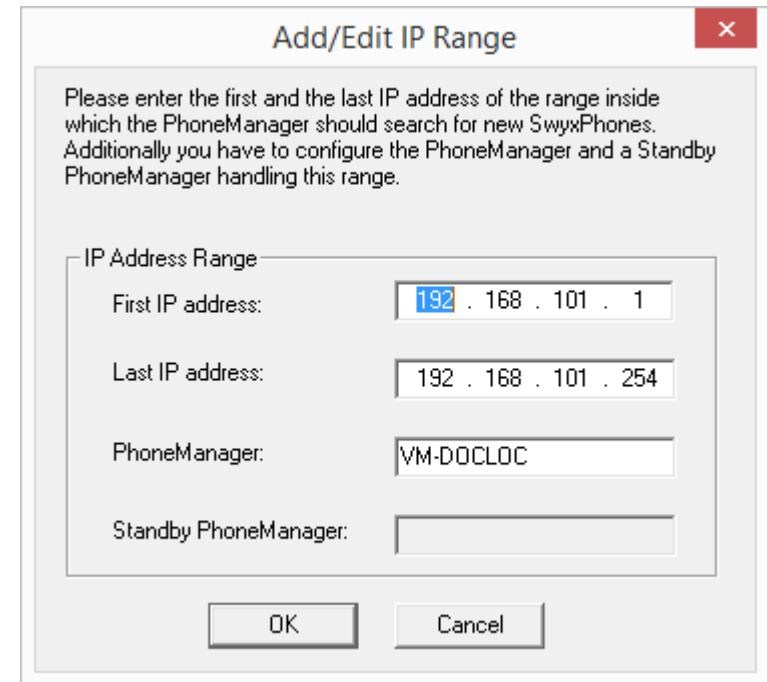 Add/Edit IP Range
Please enter the first and the last IP address of the range inside
which the PhoneManager should search for new SwyxPhones.
Additionally you have to configure the PhoneManager and a Standby
PhoneManager handling this range.
IP Address Range
First IP address: 192 . 168 . 101 . 1
Last IP address: 192 . 168 . 101 . 254
PhoneManager: VM-DOCLOC
Standby PhoneManager:
OK Cancel